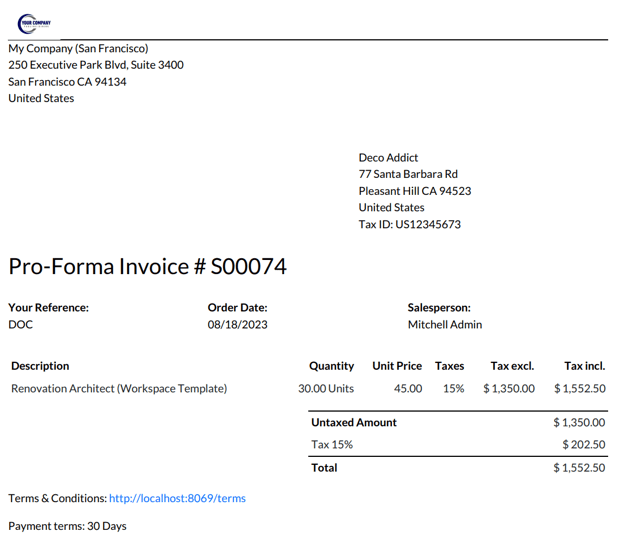 YOUR COMPANY
My Company (San Francisco)
250 Executive Park Blvd, Suite 3400
San Francisco CA 94134
United States
Deco Addict
77 Santa Barbara Rd
Pleasant Hill CA 94523
United States
Tax ID: US12345673
Pro-Forma Invoice # S00074
Your Reference: Order Date: Salesperson:
DOC 08/18/2023 Mitchell Admin
Description Quantity Unit Price Taxes Tax excl. Tax incl.
Renovation Architect (Workspace Template) 30.00 Units 45.00 15% $ 1,350.00 $ 1,552.50
Untaxed Amount $ 1,350.00
Tax 15% $ 202.50
Total $ 1,552.50
Terms & Conditions: http://localhost:8069/terms
Payment terms: 30 Days